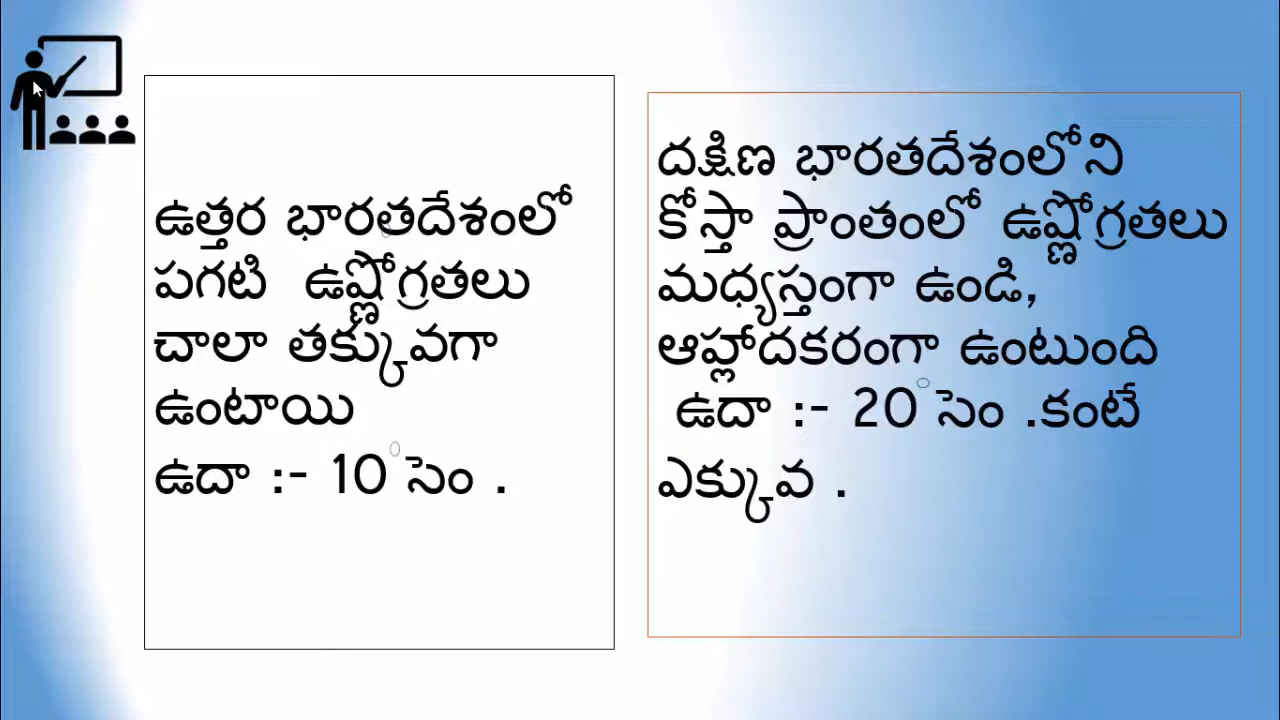 ఉత్తర భారతదేశంలో
పగటి ఉష్ణోగ్రతలు
చాలా తక్కువగా
ఉంటాయి
ఉదా :- 10° సెం .
దక్షిణ భారతదేశంలోని
కోస్తా ప్రాంతంలో ఉష్ణోగ్రతలు
మధ్యస్తంగా ఉండి,
ఆహ్లాదకరంగా ఉంటుంది
ఉదా :- 20° సెం .కంటే
ఎక్కువ .